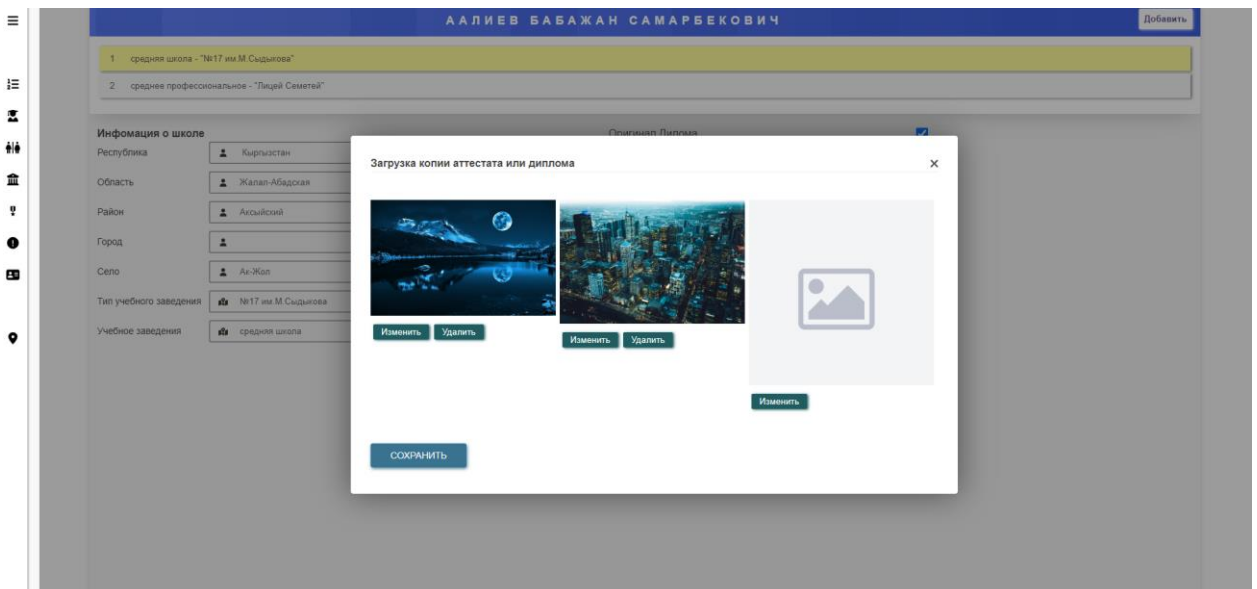 ААЛИЕВ БАБАЖАН САМАРБЕКОВИЧ
Добавить
1 средняя школа - "№17 им.М.Сыдыкова"
2 среднее профессиональное - "Лицей Семетей"
Инфомация о школе
Оригинал Диплома
Республика Кыргызстан
Область Жалал-Абадская
Район Аксыйский
Город
Село Ак-Жол
Тип учебного заведения №17 им.М.Сыдыкова
Учебное заведения средняя школа
Загрузка копии аттестата или диплома
Изменить Удалить
Изменить Удалить
Изменить
СОХРАНИТЬ